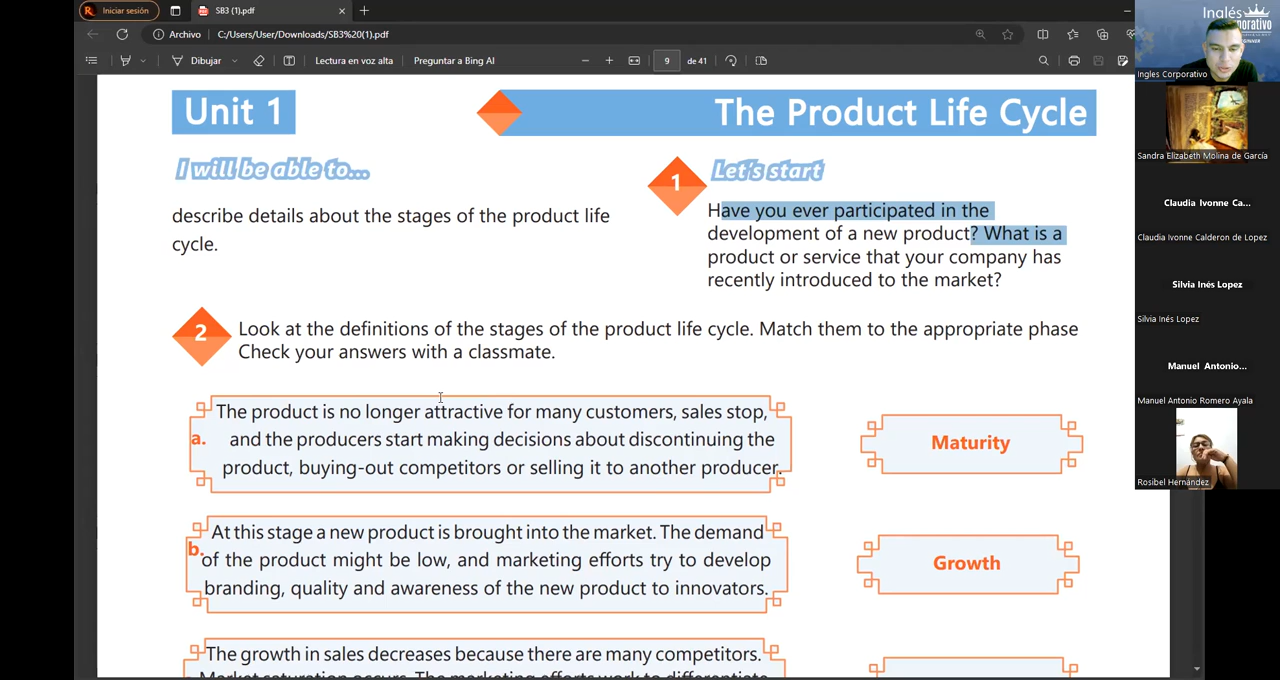 Iniciar sesión
SB3 (1).pdf
Archivo
C:/Users/User/Downloads/SB3%20(1).pdf
Dibujar
Lectura en voz alta
Preguntar a Bing AI
9
de 41
Unit 1
The Product Life Cycle
I will be able to...
describe details about the stages of the product life
cycle.
1
Let's start
Have you ever participated in the
development of a new product? What is a
product or service that your company has
recently introduced to the market?
2
Look at the definitions of the stages of the product life cycle. Match them to the appropriate phase
Check your answers with a classmate.
a.
The product is no longer attractive for many customers, sales stop,
and the producers start making decisions about discontinuing the
product, buying-out competitors or selling it to another producer.
Maturity
b.
At this stage a new product is brought into the market. The demand
of the product might be low, and marketing efforts try to develop
branding, quality and awareness of the new product to innovators.
Growth
The growth in sales decreases because there are many competitors.
Market saturation occurs. The marketing efforts work to differentiate
Inglés
Ingles Corporativo
Sandra Elizabeth Molina de García
Claudia Ivonne Ca...
Claudia Ivonne Calderon de Lopez
Silvia Inés Lopez
Silvia Inés Lopez
Manuel Antonio...
Manuel Antonio Romero Ayala
Rosibel Hernández